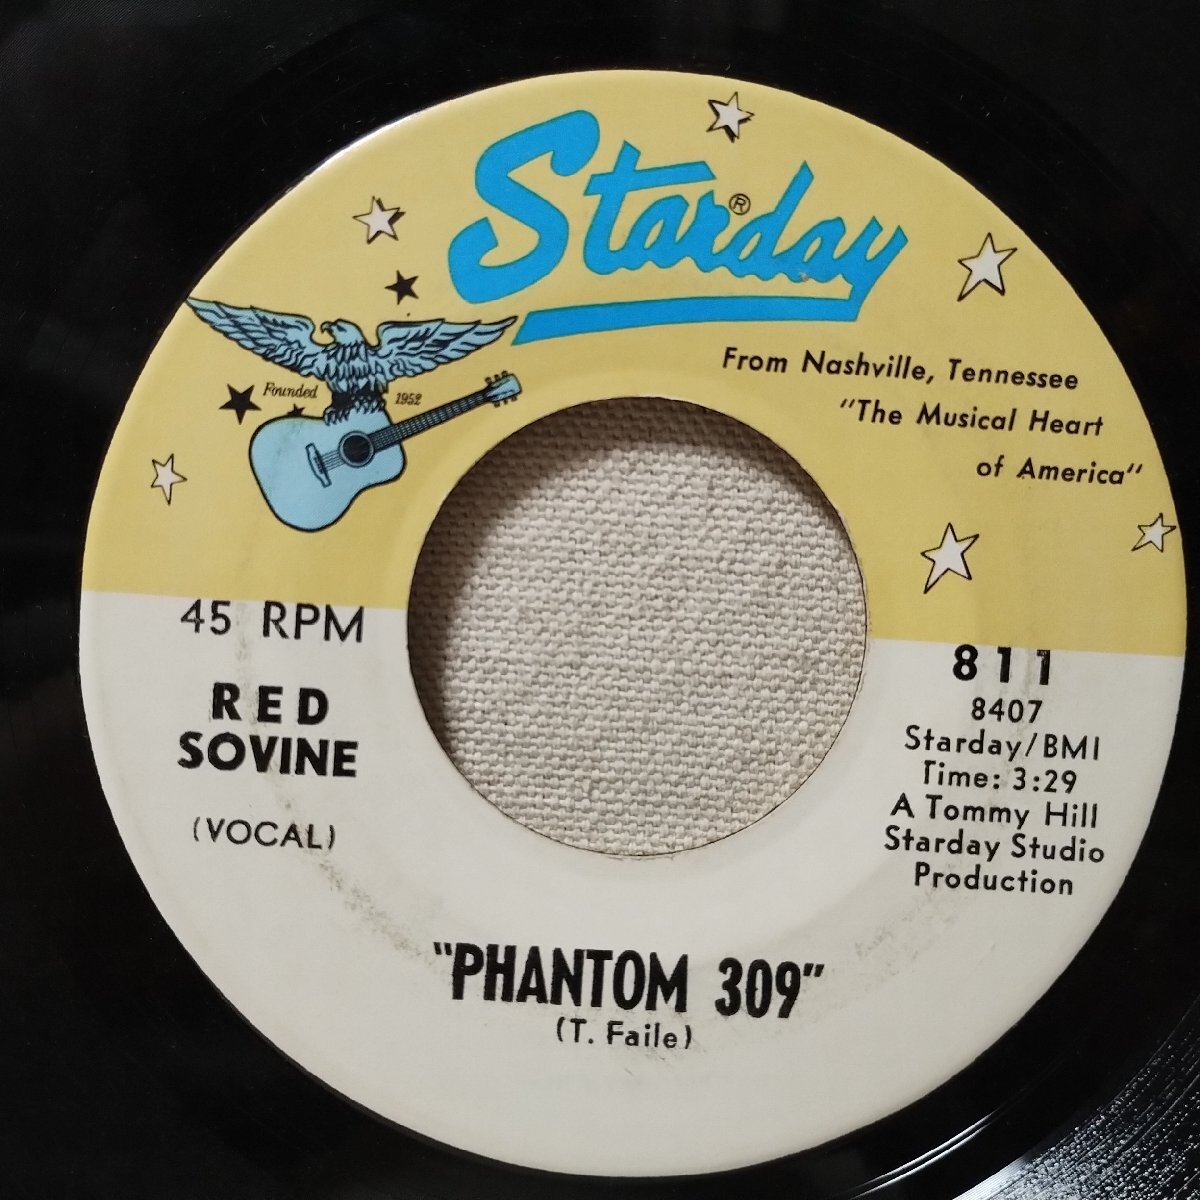 Starday®
From Nashville, Tennessee
"The Musical Heart
of America"
Founded 1952
45 RPM
RED
SOVINE
(VOCAL)
811
8407
Starday/BMI
Time: 3:29
A Tommy Hill
Starday Studio
Production
"PHANTOM 309"
(T. Faile)